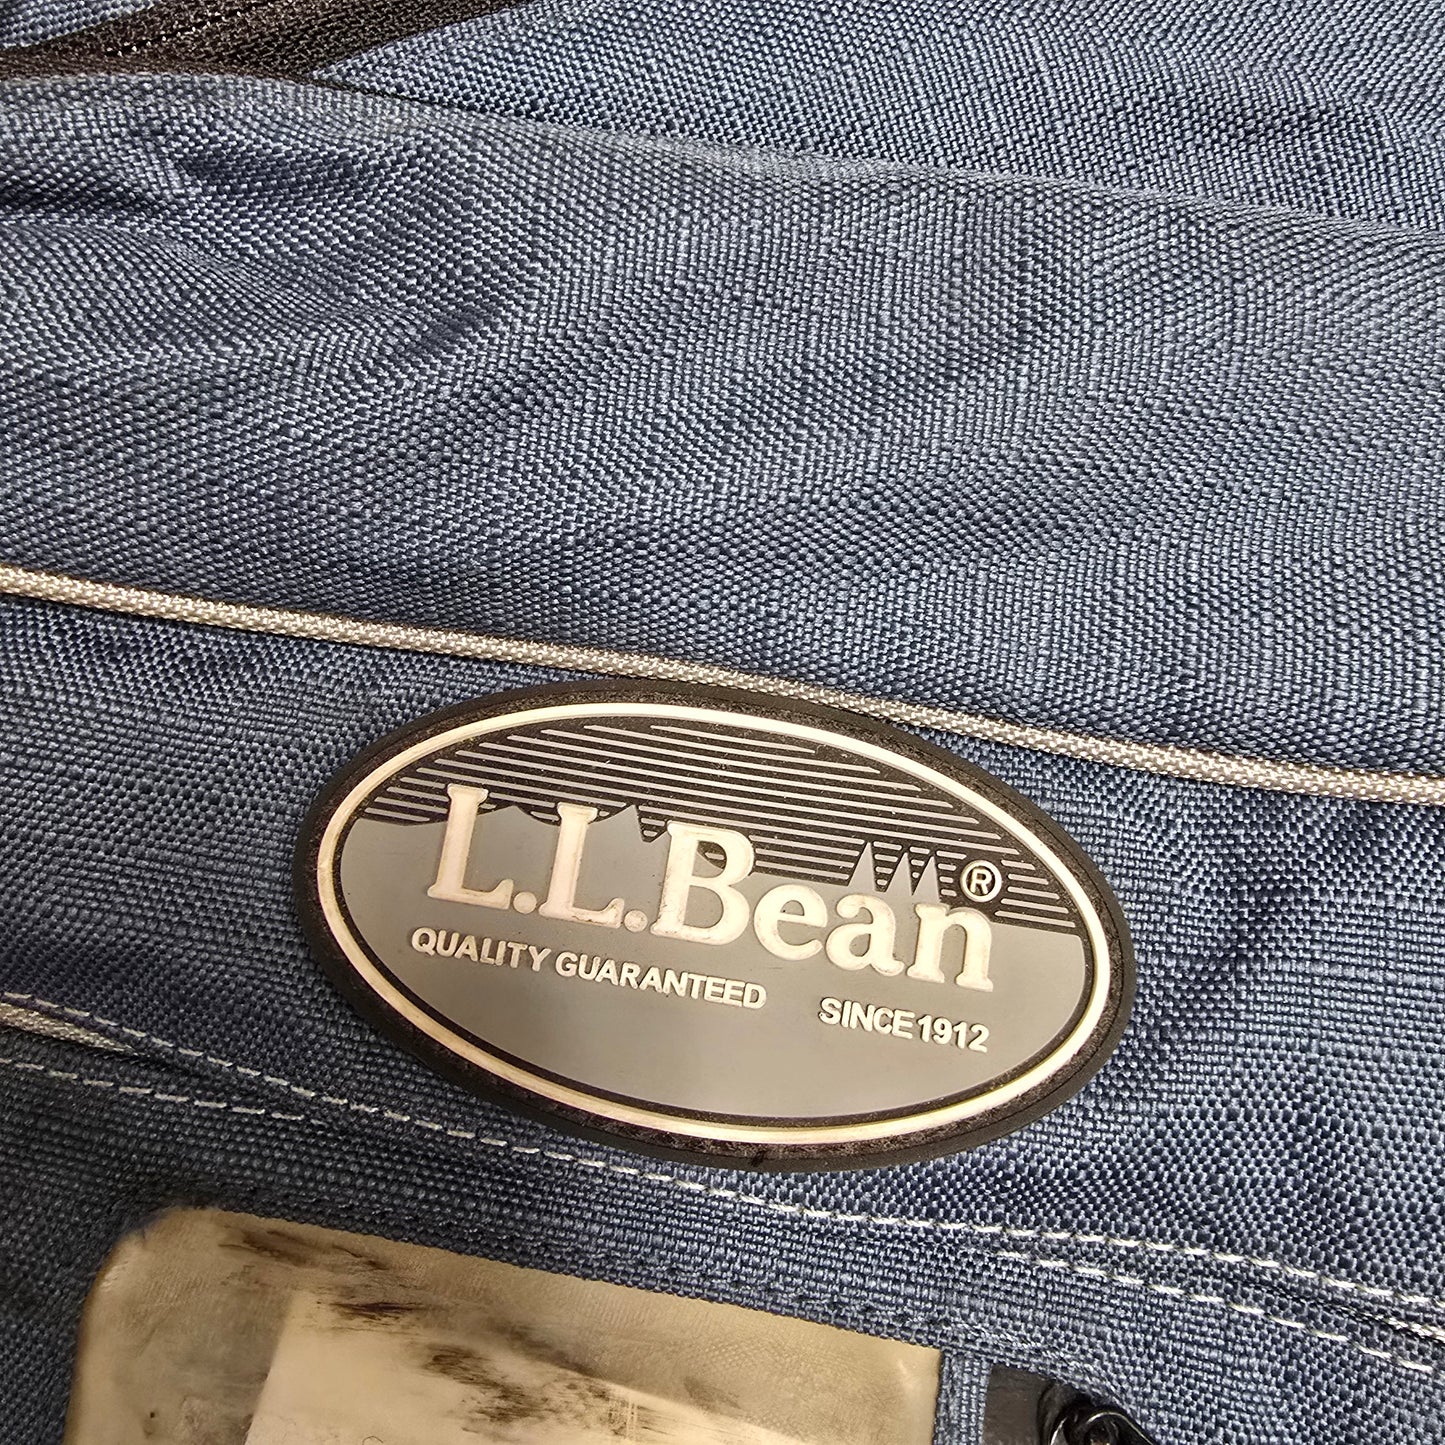 L.L.Bean®
QUALITY GUARANTEED SINCE 1912